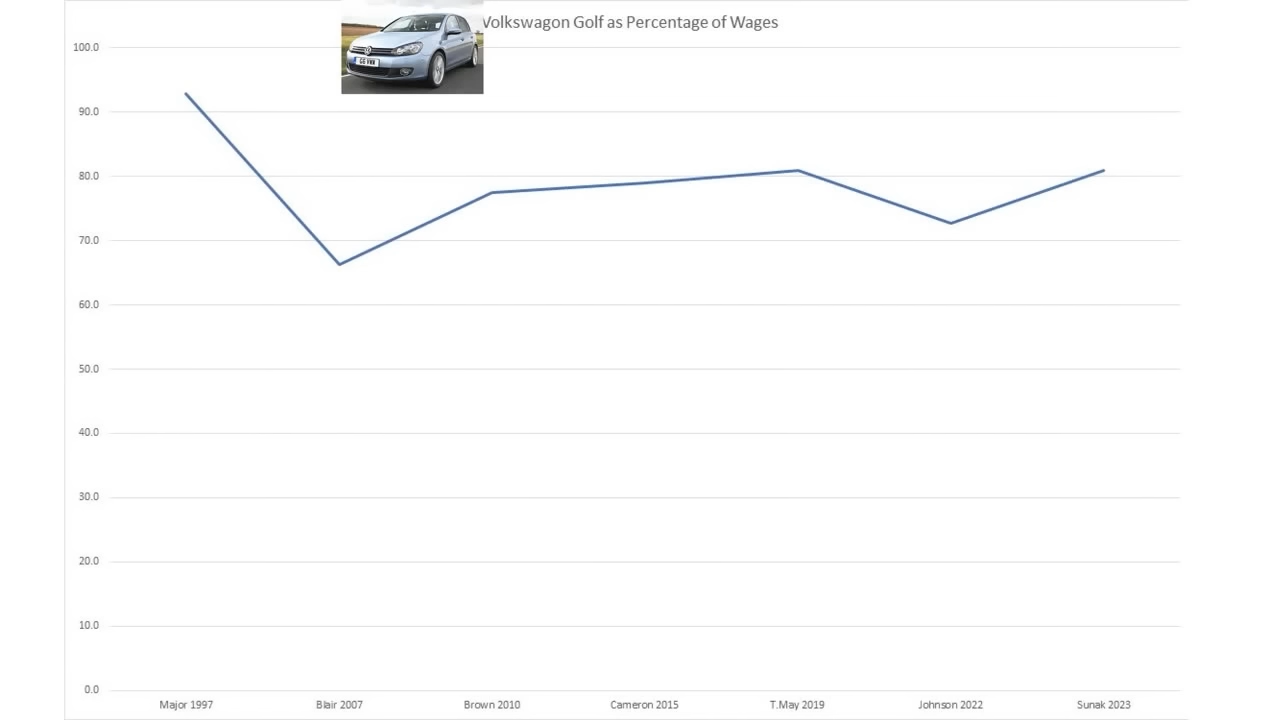 Volkswagon Golf as Percentage of Wages
100.0
90.0
80.0
70.0
60.0
50.0
40.0
30.0
20.0
10.0
0.0
Major 1997
Blair 2007
Brown 2010
Cameron 2015
T.May 2019
Johnson 2022
Sunak 2023